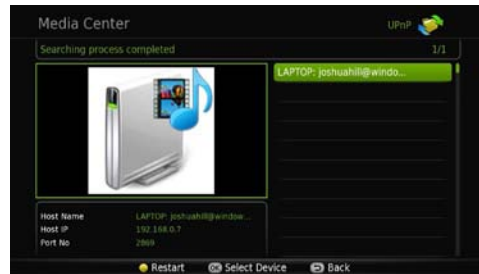 Media Center UPnP
Searching process completed 1/1
LAPTOP: joshuahill@windo...
Host Name LAPTOP: joshuahill@window...
Host IP 192.168.0.7
Port No 2869
Restart OK Select Device Back